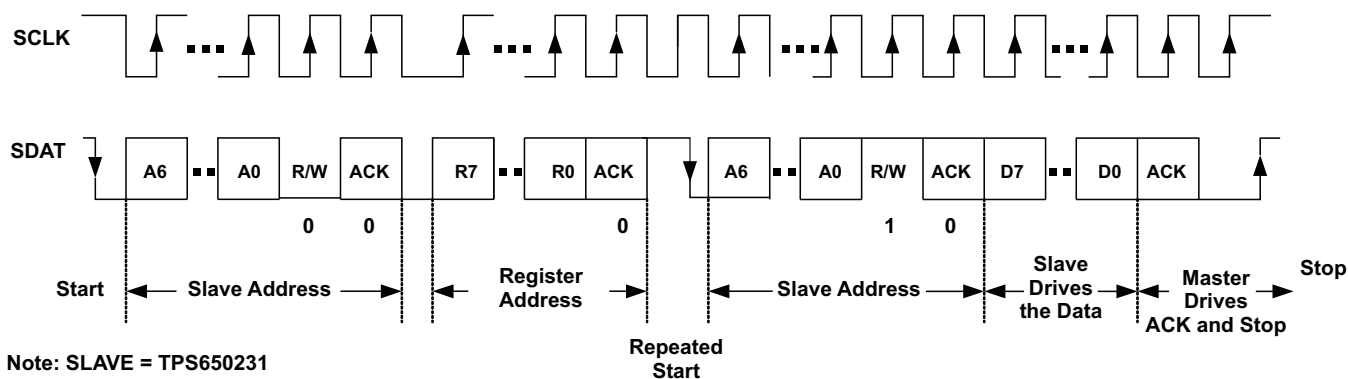 SCLK
SDAT
A6
A0
R/W
ACK
R7
R0
ACK
A6
A0
R/W
ACK
D7
D0
ACK
0
0
0
1
0
Start
Slave Address
Register
Address
Repeated
Start
Slave Address
Slave
Drives
the Data
Master
Drives
ACK and Stop
Stop
Note: SLAVE = TPS650231